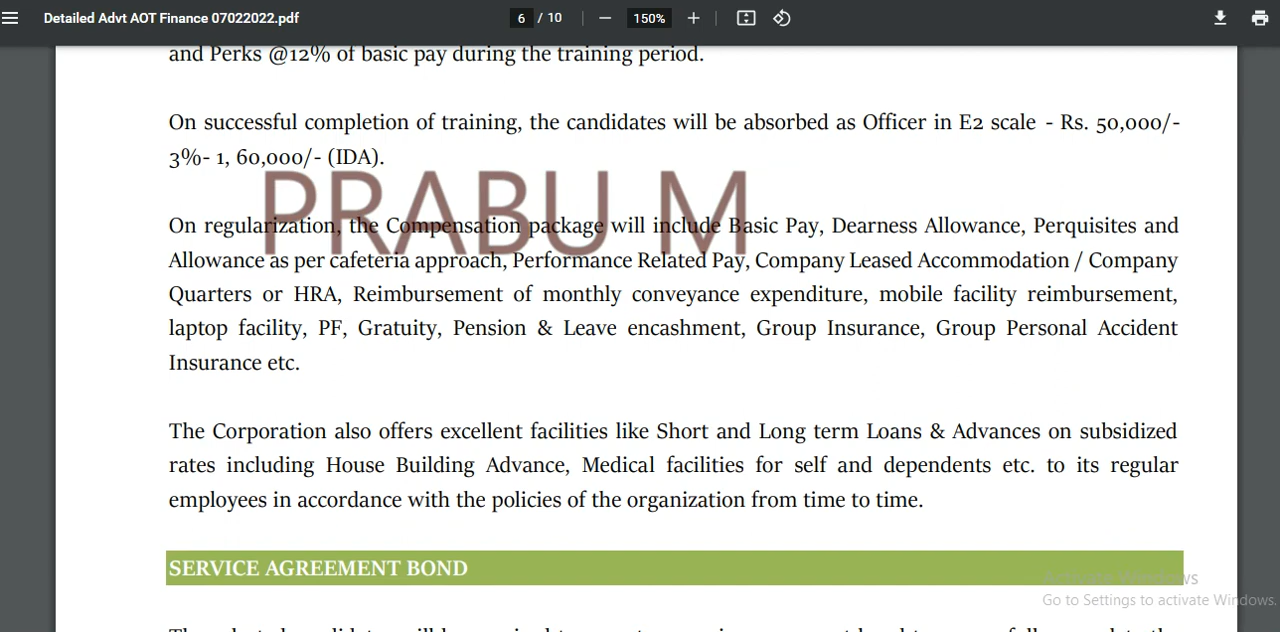 Detailed Advt AOT Finance 07022022.pdf
6 / 10
150%
and Perks @12% of basic pay during the training period.
On successful completion of training, the candidates will be absorbed as Officer in E2 scale - Rs. 50,000/-
3%- 1, 60,000/- (IDA).
PRABU M
On regularization, the Compensation package will include Basic Pay, Dearness Allowance, Perquisites and
Allowance as per cafeteria approach, Performance Related Pay, Company Leased Accommodation / Company
Quarters or HRA, Reimbursement of monthly conveyance expenditure, mobile facility reimbursement,
laptop facility, PF, Gratuity, Pension & Leave encashment, Group Insurance, Group Personal Accident
Insurance etc.
The Corporation also offers excellent facilities like Short and Long term Loans & Advances on subsidized
rates including House Building Advance, Medical facilities for self and dependents etc. to its regular
employees in accordance with the policies of the organization from time to time.
SERVICE AGREEMENT BOND
Activate Windows
Go to Settings to activate Windows.